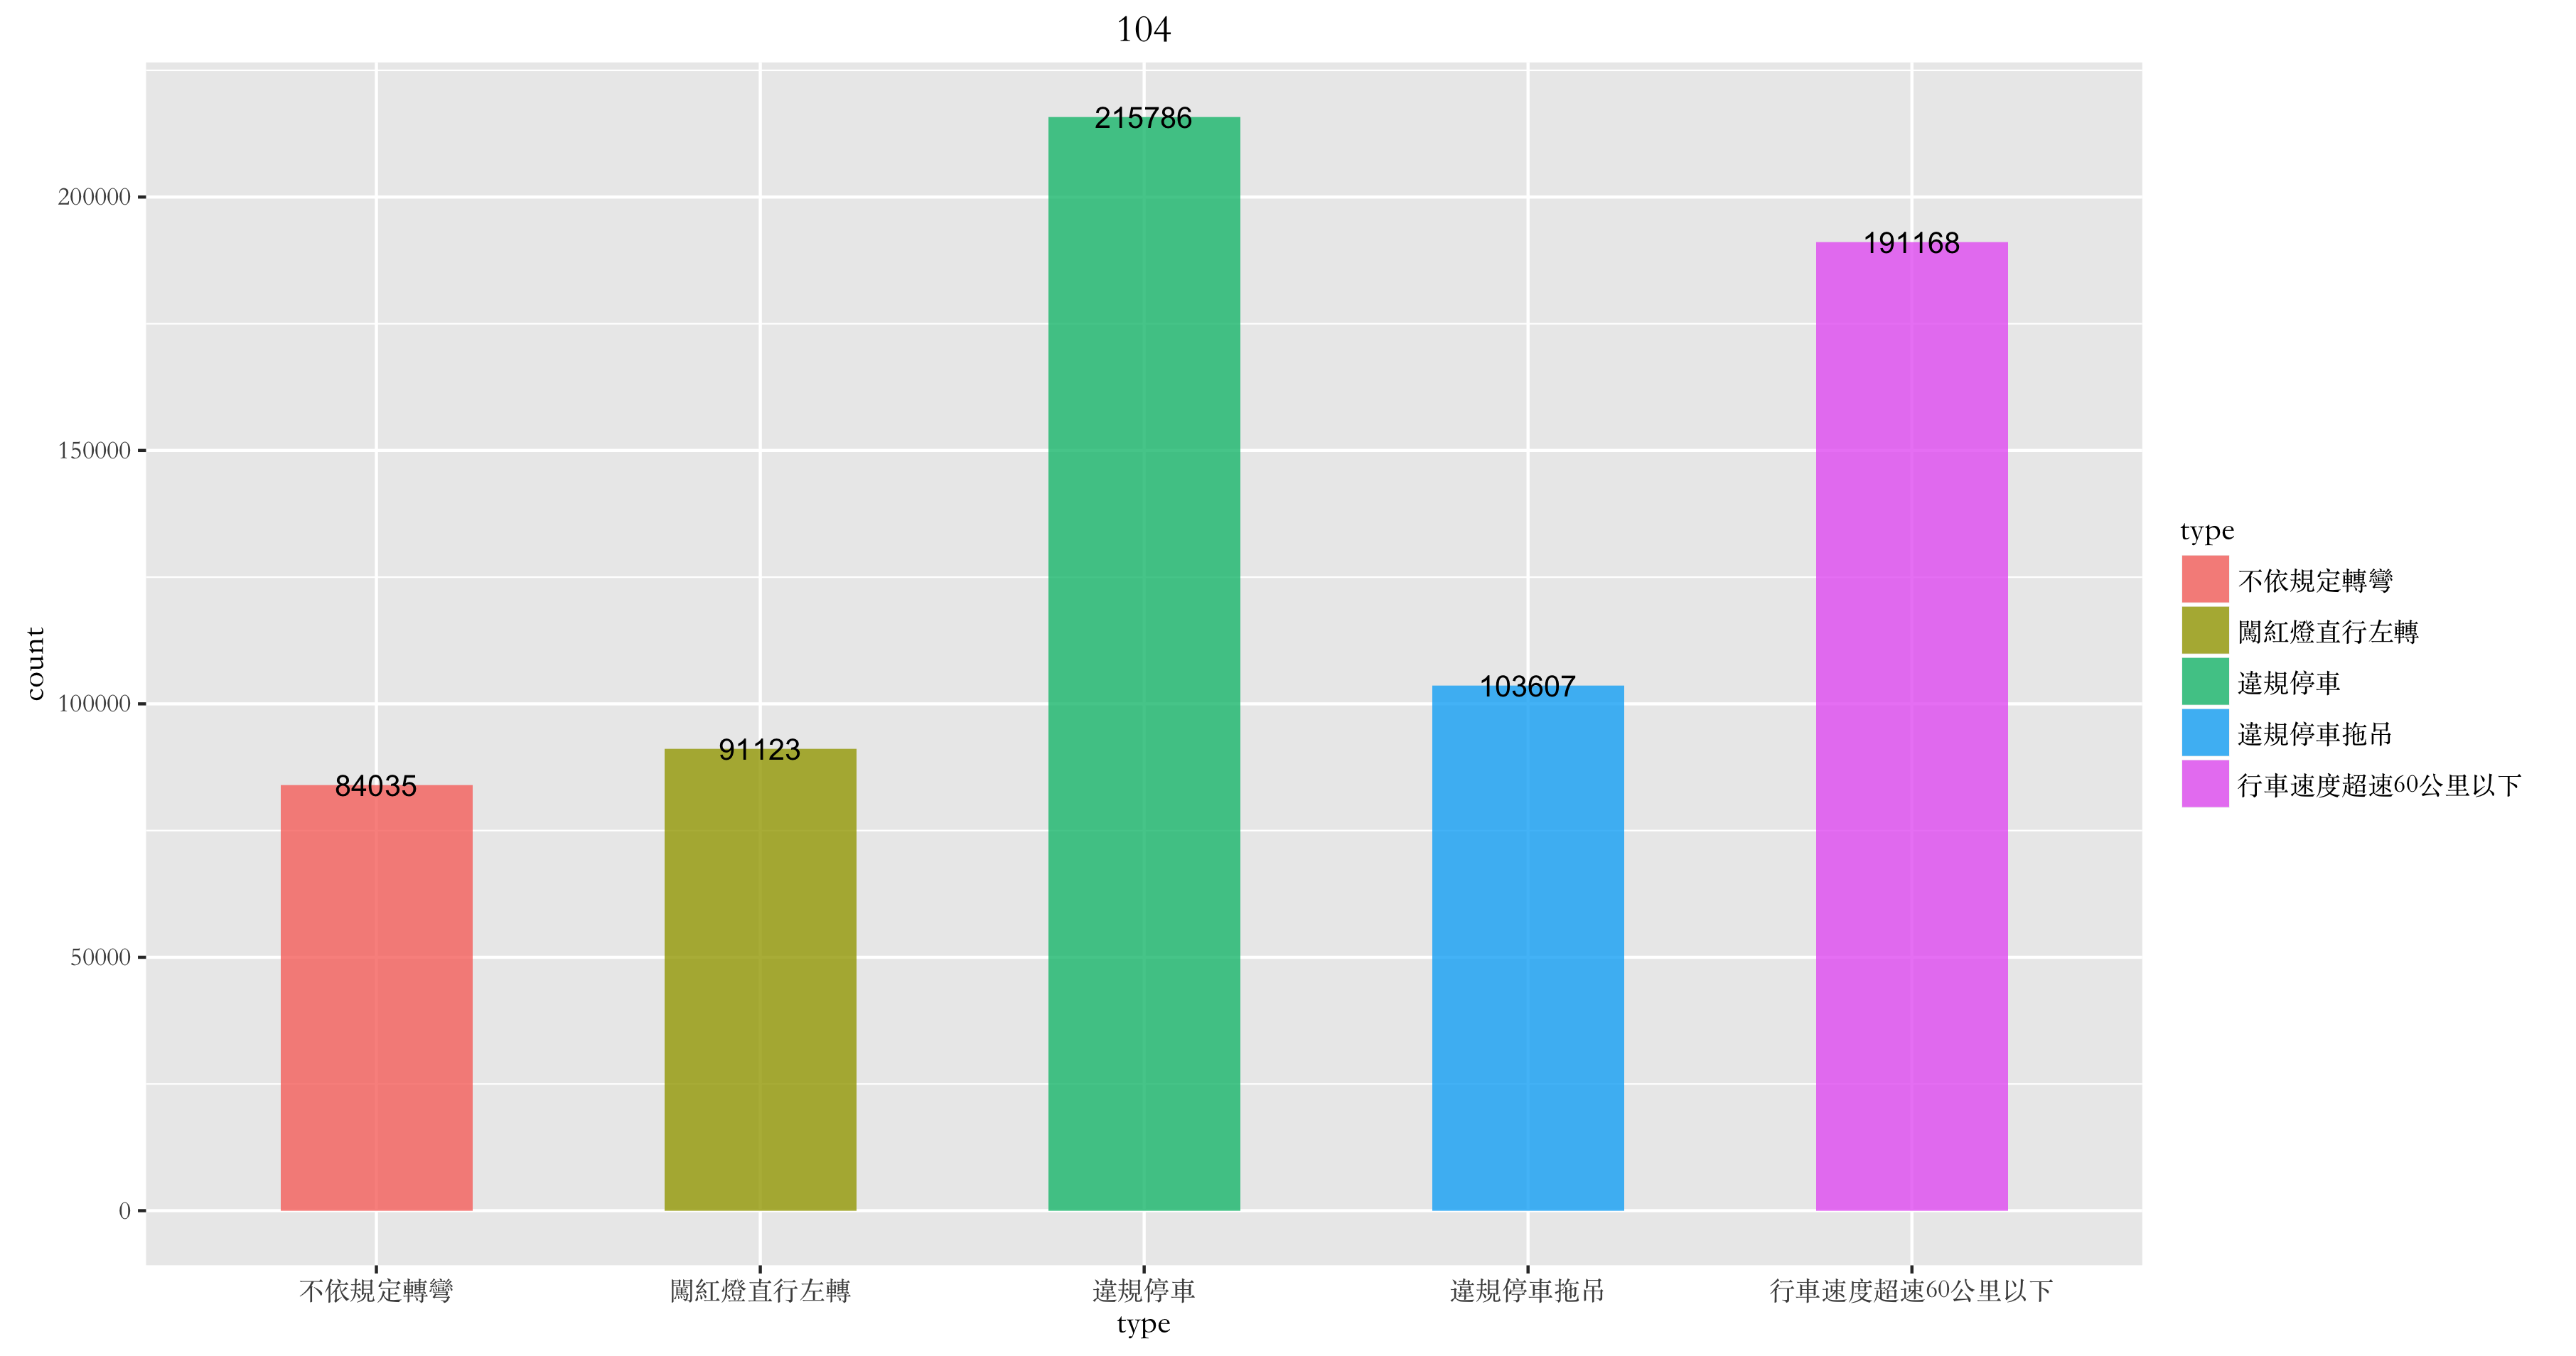 104
215786
200000
191168
150000
count
103607
100000
91123
84035
50000
0
不依規定轉彎
闖紅燈直行左轉
違規停車
違規停車拖吊
行車速度超速60公里以下
type
type
不依規定轉彎
闖紅燈直行左轉
違規停車
違規停車拖吊
行車速度超速60公里以下